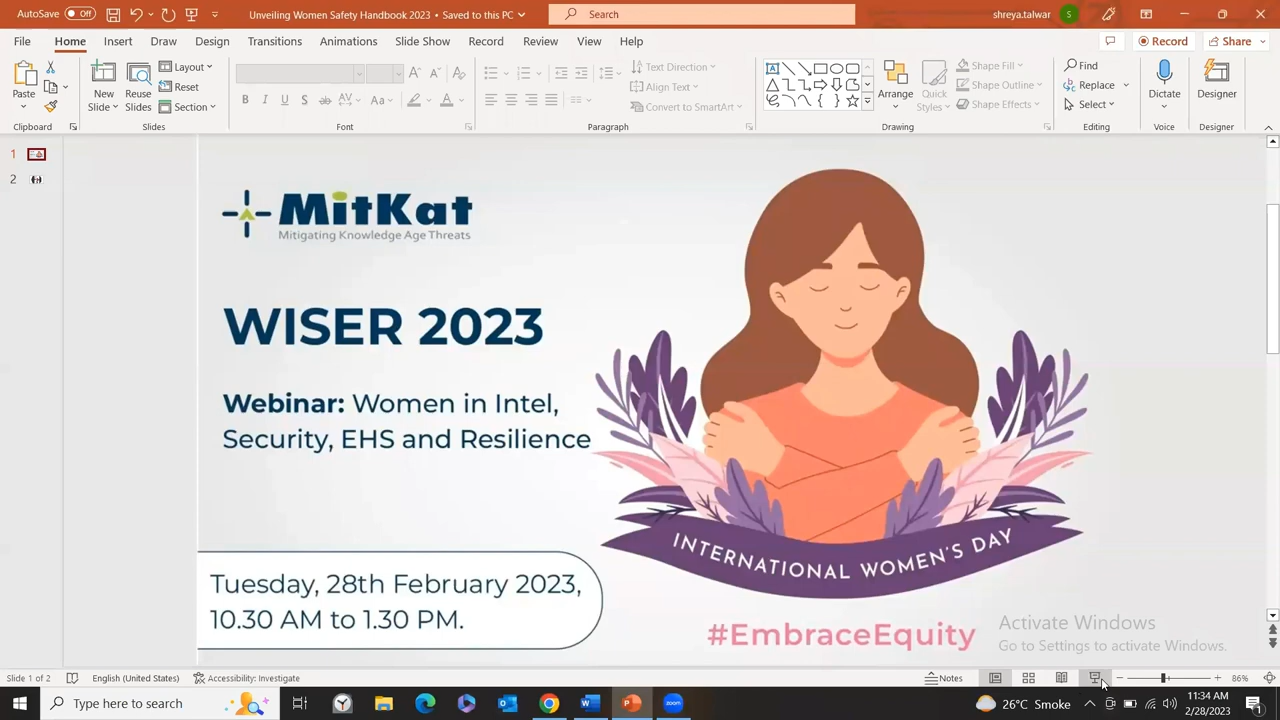 AutoSave Off
Unveiling Women Safety Handbook 2023 • Saved to this PC
Search
shreya.talwar
S
File Home Insert Draw Design Transitions Animations Slide Show Record Review View Help
Record
Share
Paste
New Slide
Reuse Slides
Layout
Reset
Section
Text Direction
Align Text
Convert to SmartArt
Arrange
Quick Styles
Shape Fill
Shape Outline
Shape Effects
Find
Replace
Select
Dictate
Designer
Clipboard
Slides
Font
Paragraph
Drawing
Editing
Voice
Designer
1
2
MitKat
Mitigating Knowledge Age Threats
WISER 2023
Webinar: Women in Intel,
Security, EHS and Resilience
Tuesday, 28th February 2023,
10.30 AM to 1.30 PM.
INTERNATIONAL WOMEN'S DAY
#EmbraceEquity
Activate Windows
Go to Settings to activate Windows.
Slide 1 of 2
English (United States)
Accessibility: Investigate
Notes
86%
Type here to search
26°C Smoke
11:34 AM
2/28/2023